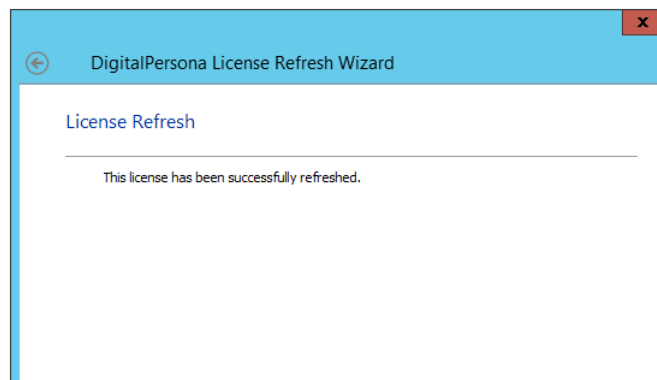 x
DigitalPersona License Refresh Wizard
License Refresh
This license has been successfully refreshed.